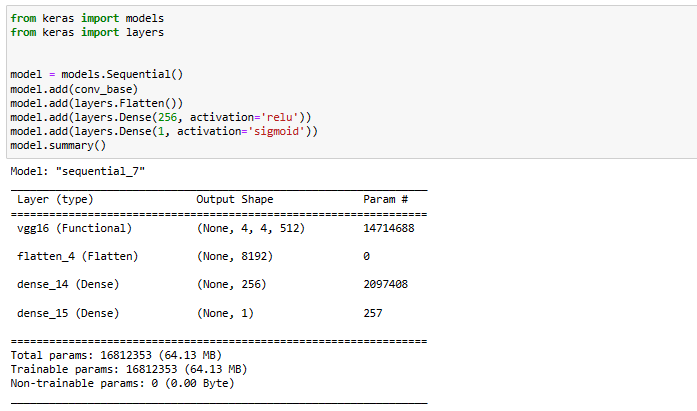 from keras import models
from keras import layers
model = models.Sequential()
model.add(conv_base)
model.add(layers.Flatten())
model.add(layers.Dense(256, activation='relu'))
model.add(layers.Dense(1, activation='sigmoid'))
model.summary()
Model: "sequential_7"
_________________________________________________________________
Layer (type) Output Shape Param #
=================================================================
vgg16 (Functional) (None, 4, 4, 512) 14714688
flatten_4 (Flatten) (None, 8192) 0
dense_14 (Dense) (None, 256) 2097408
dense_15 (Dense) (None, 1) 257
=================================================================
Total params: 16812353 (64.13 MB)
Trainable params: 16812353 (64.13 MB)
Non-trainable params: 0 (0.00 Byte)
_________________________________________________________________